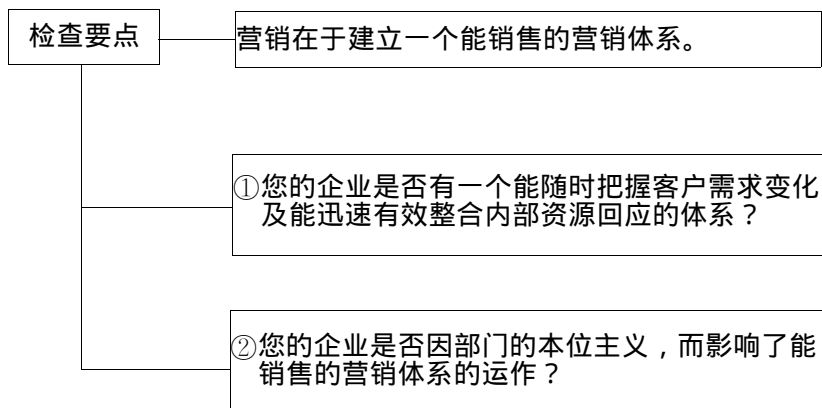 检查要点
营销在于建立一个能销售的营销体系。
①您的企业是否有一个能随时把握客户需求变化
及能迅速有效整合内部资源回应的体系？
②您的企业是否因部门的本位主义，而影响了能
销售的营销体系的运作？